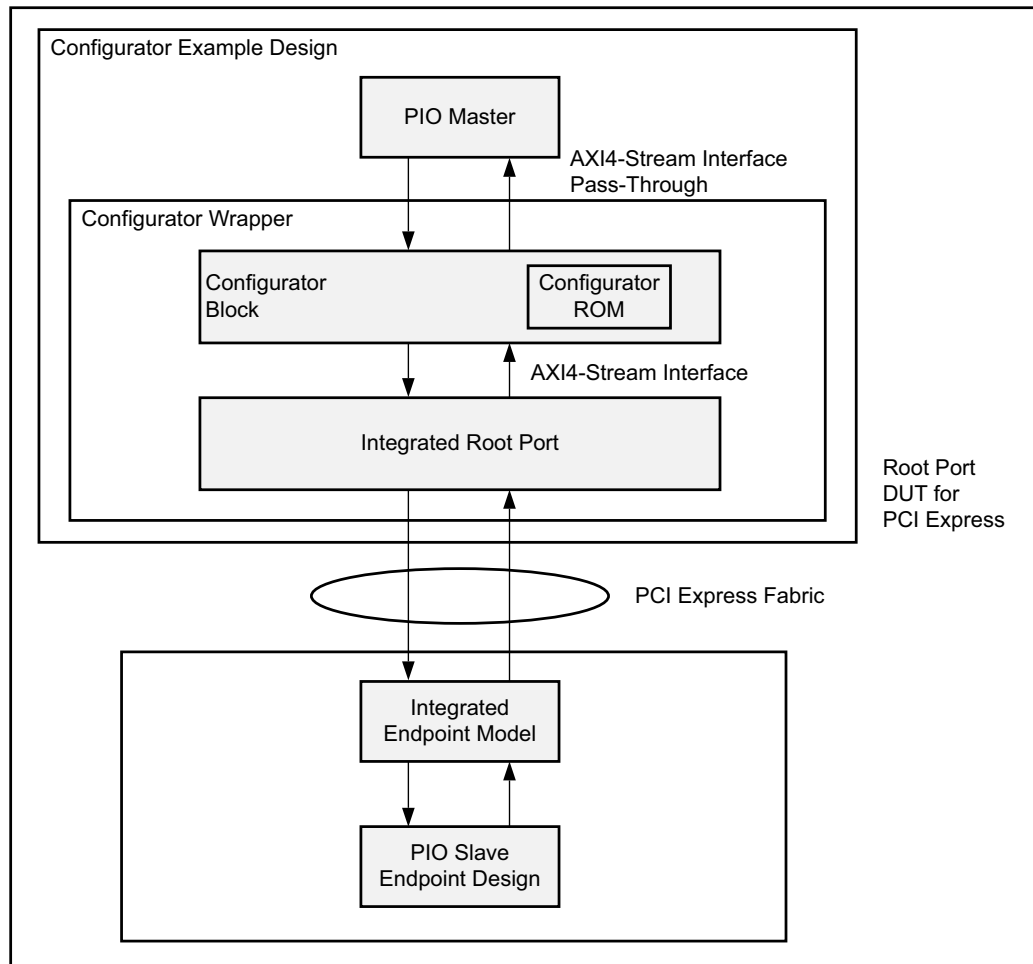 Configurator Example Design
PIO Master
AXI4-Stream Interface
Pass-Through
Configurator Wrapper
Configurator
Block
Configurator
ROM
AXI4-Stream Interface
Integrated Root Port
Root Port
DUT for
PCI Express
PCI Express Fabric
Integrated
Endpoint Model
PIO Slave
Endpoint Design